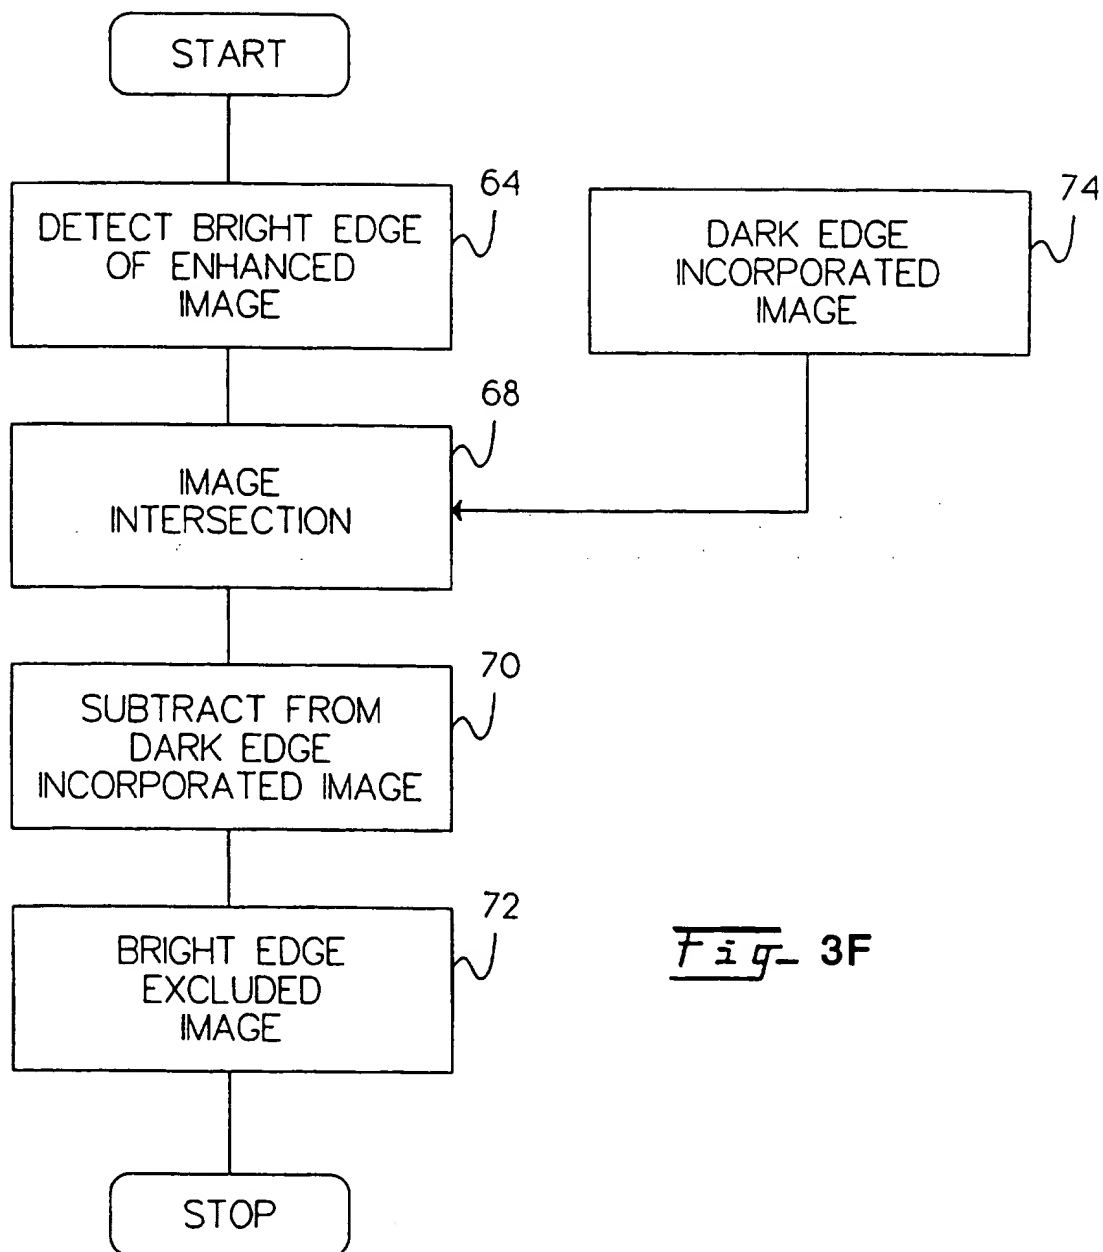 START
64
DETECT BRIGHT EDGE
OF ENHANCED
IMAGE
74
DARK EDGE
INCORPORATED
IMAGE
68
IMAGE
INTERSECTION
70
SUBTRACT FROM
DARK EDGE
INCORPORATED IMAGE
72
BRIGHT EDGE
EXCLUDED
IMAGE
Fig_ 3F
STOP